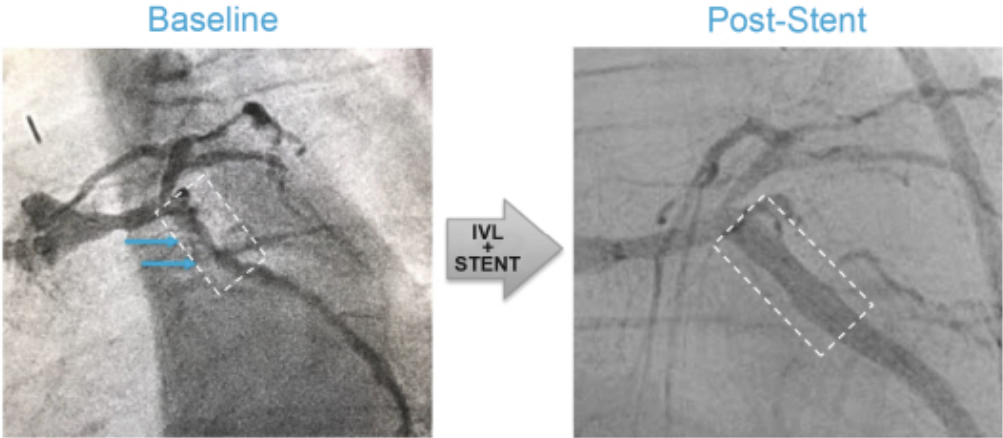 Baseline
Post-Stent
IVL
+
STENT